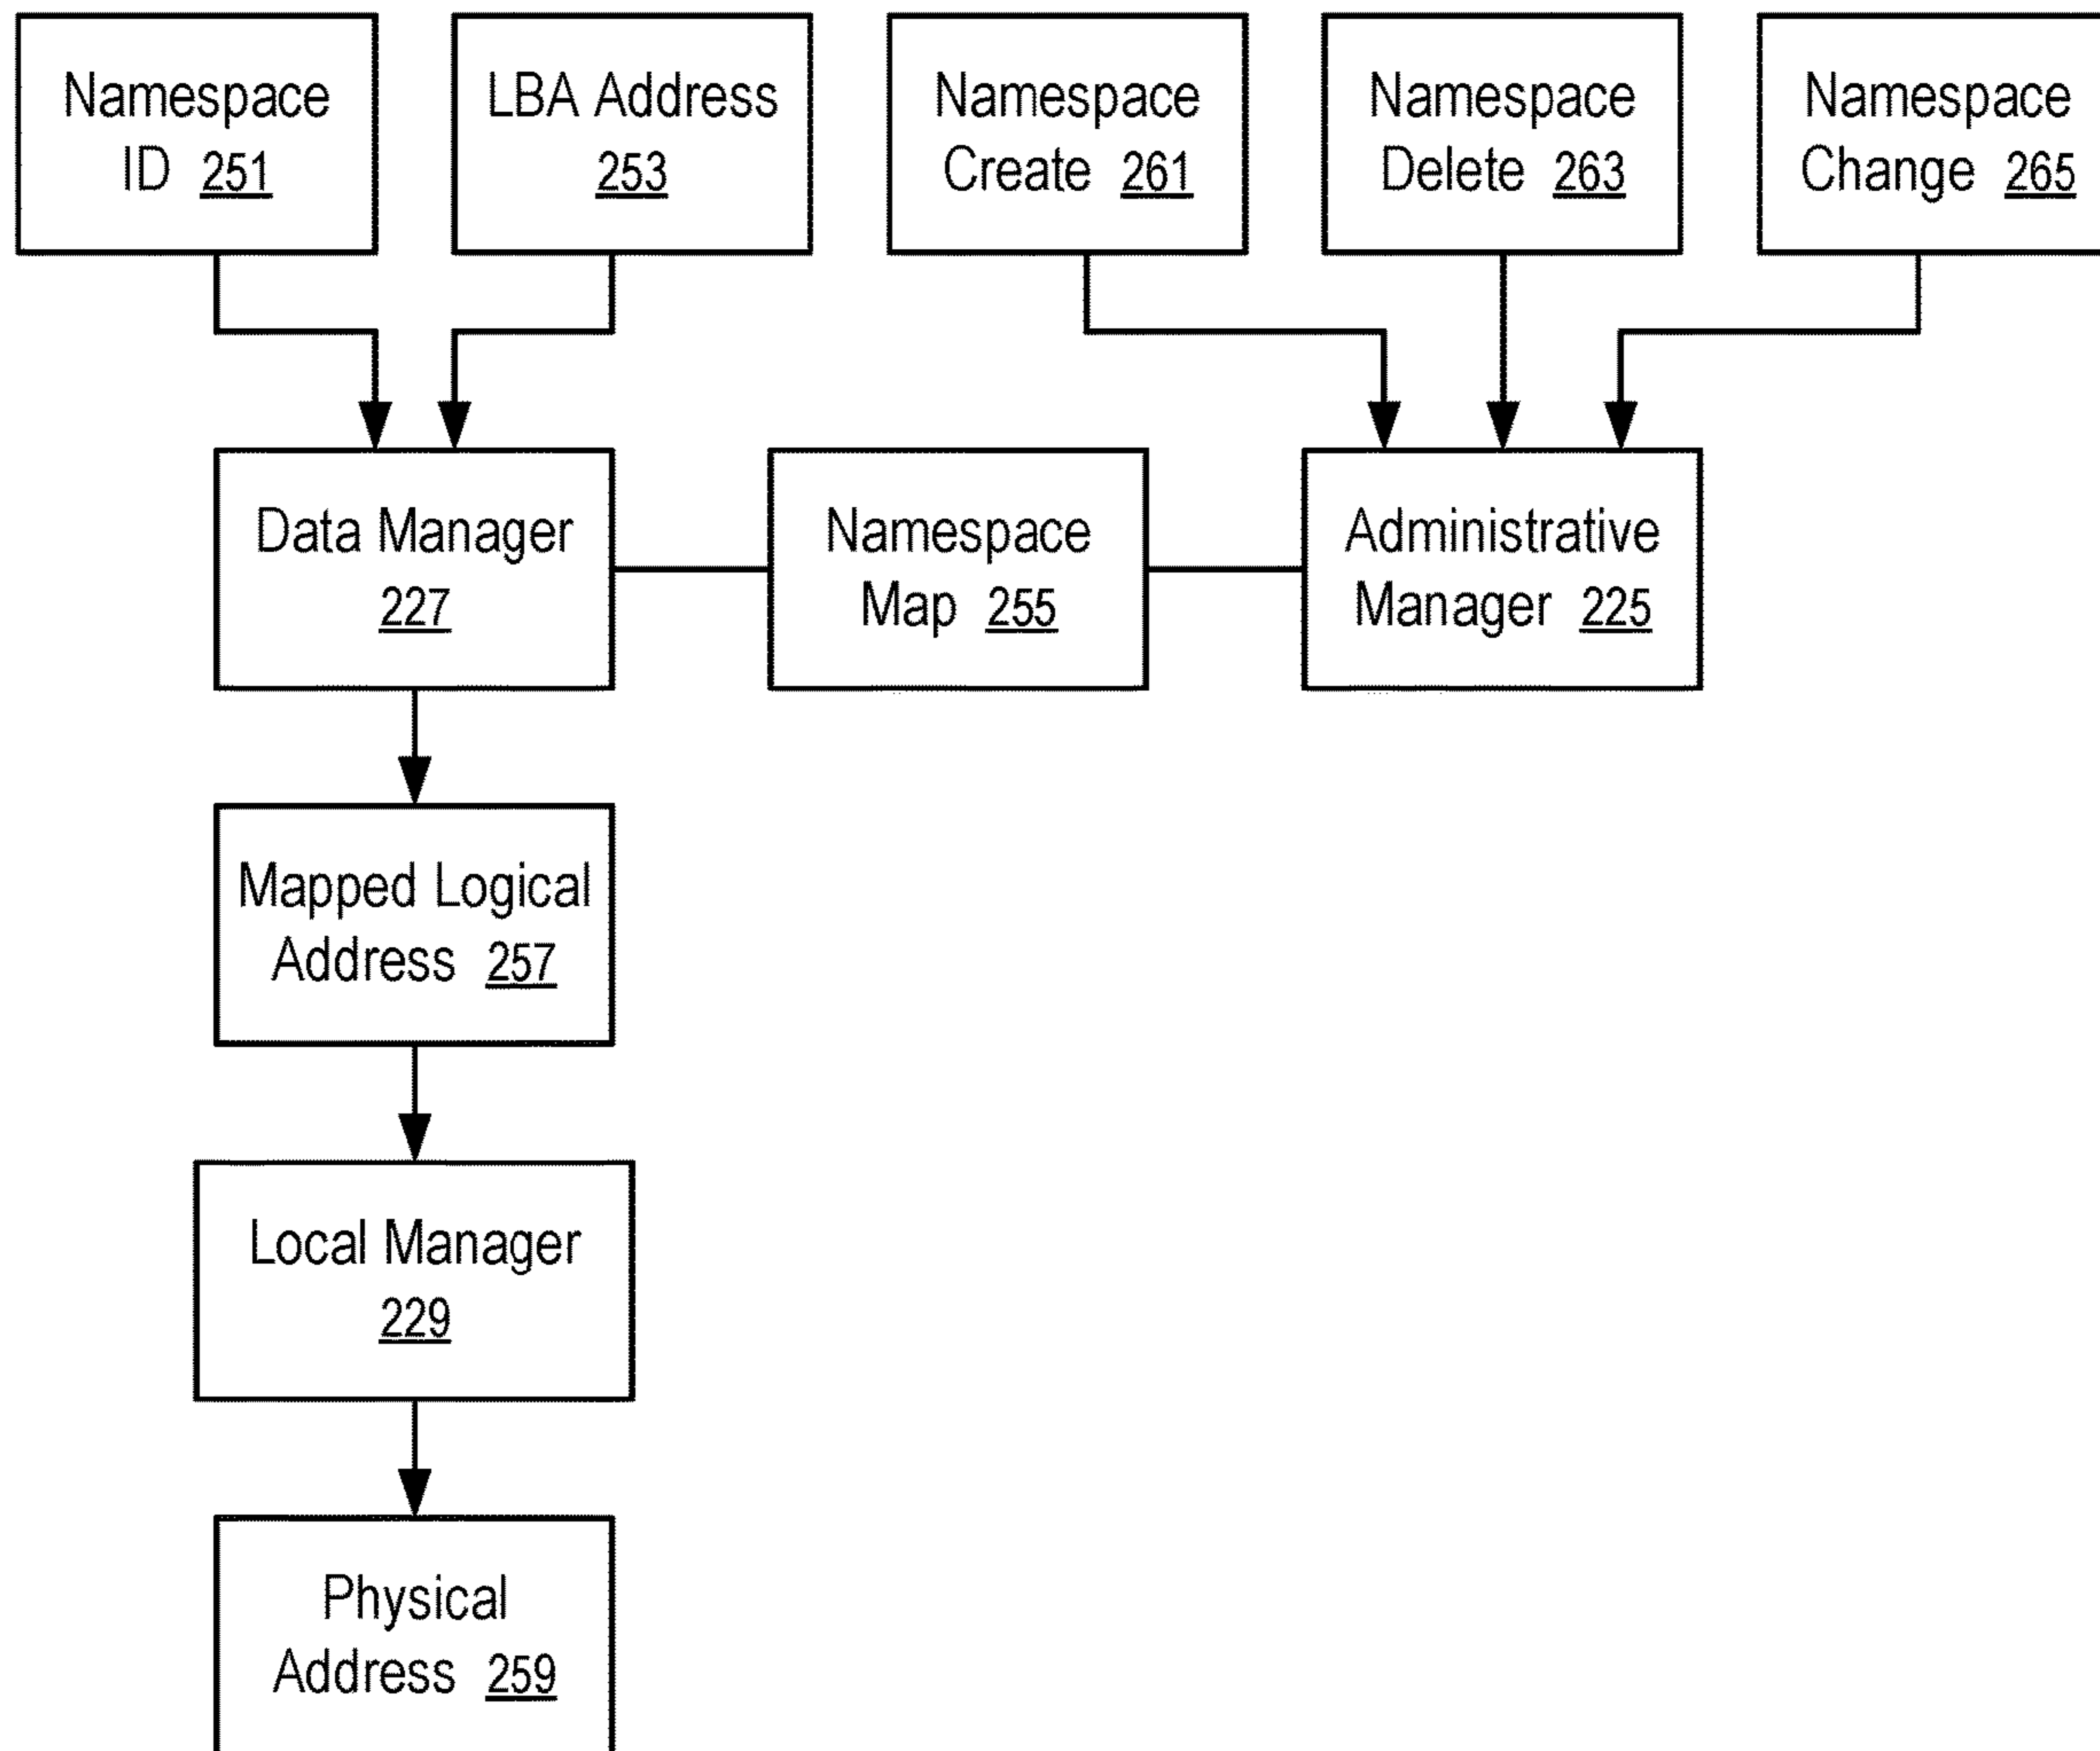 Namespace
ID 251
LBA Address
253
Namespace
Create 261
Namespace
Delete 263
Namespace
Change 265
Data Manager
227
Namespace
Map 255
Administrative
Manager 225
Mapped Logical
Address 257
Local Manager
229
Physical
Address 259